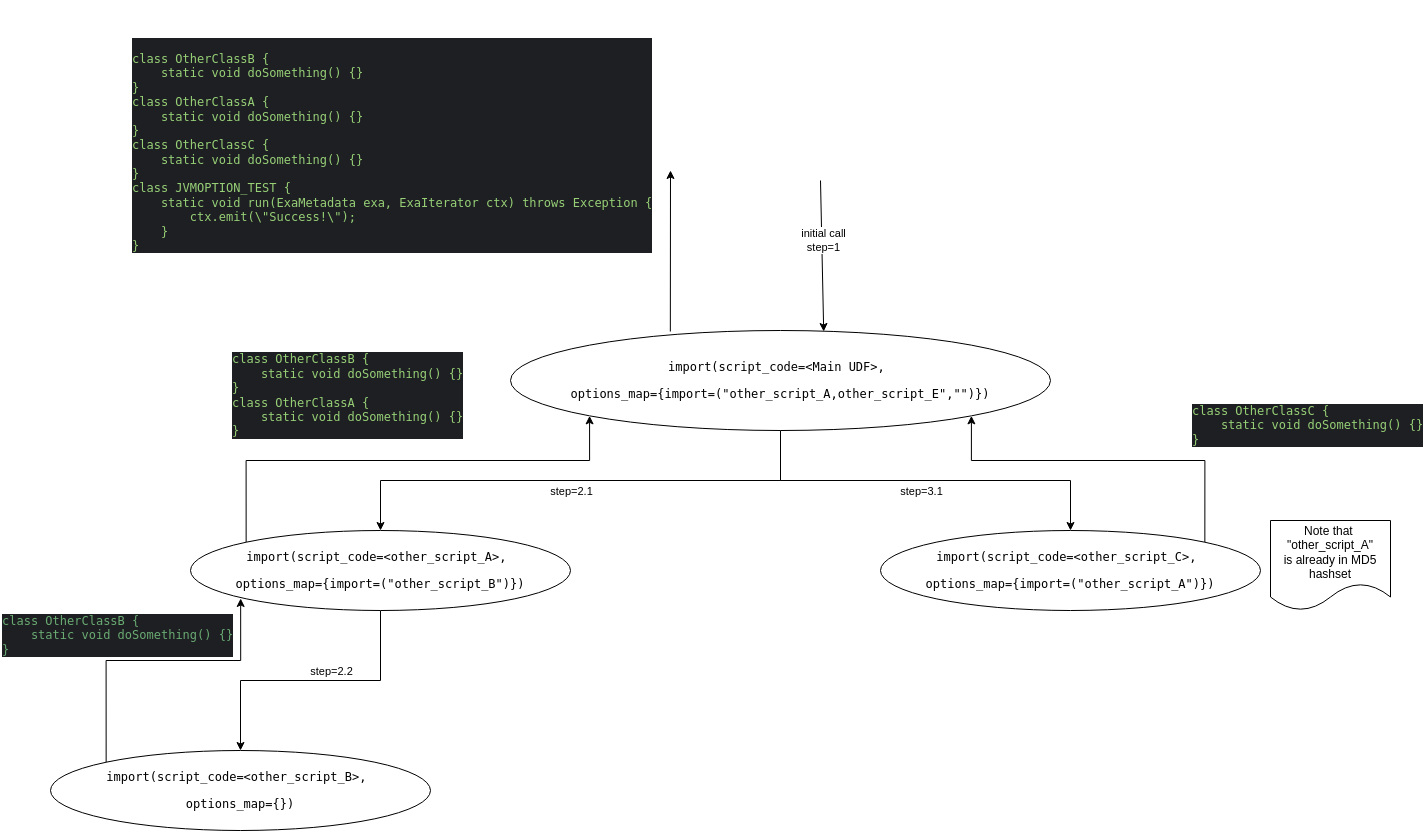 class OtherClassB {
    static void doSomething() {}
}
class OtherClassA {
    static void doSomething() {}
}
class OtherClassC {
    static void doSomething() {}
}
class JVMOPTION_TEST {
    static void run(ExaMetadata exa, ExaIterator ctx) throws Exception {
        ctx.emit(\"Success!\");
    }
}
initial call
step=1
import(script_code=<Main UDF>,
options_map={import=("other_script_A,other_script_E","")})
class OtherClassB {
    static void doSomething() {}
}
class OtherClassA {
    static void doSomething() {}
}
class OtherClassC {
    static void doSomething() {}
}
step=2.1
step=3.1
import(script_code=<other_script_A>,
options_map={import=("other_script_B")})
import(script_code=<other_script_C>,
options_map={import=("other_script_A")})
Note that
"other_script_A"
is already in MD5
hashset
class OtherClassB {
    static void doSomething() {}
}
step=2.2
import(script_code=<other_script_B>,
options_map={})